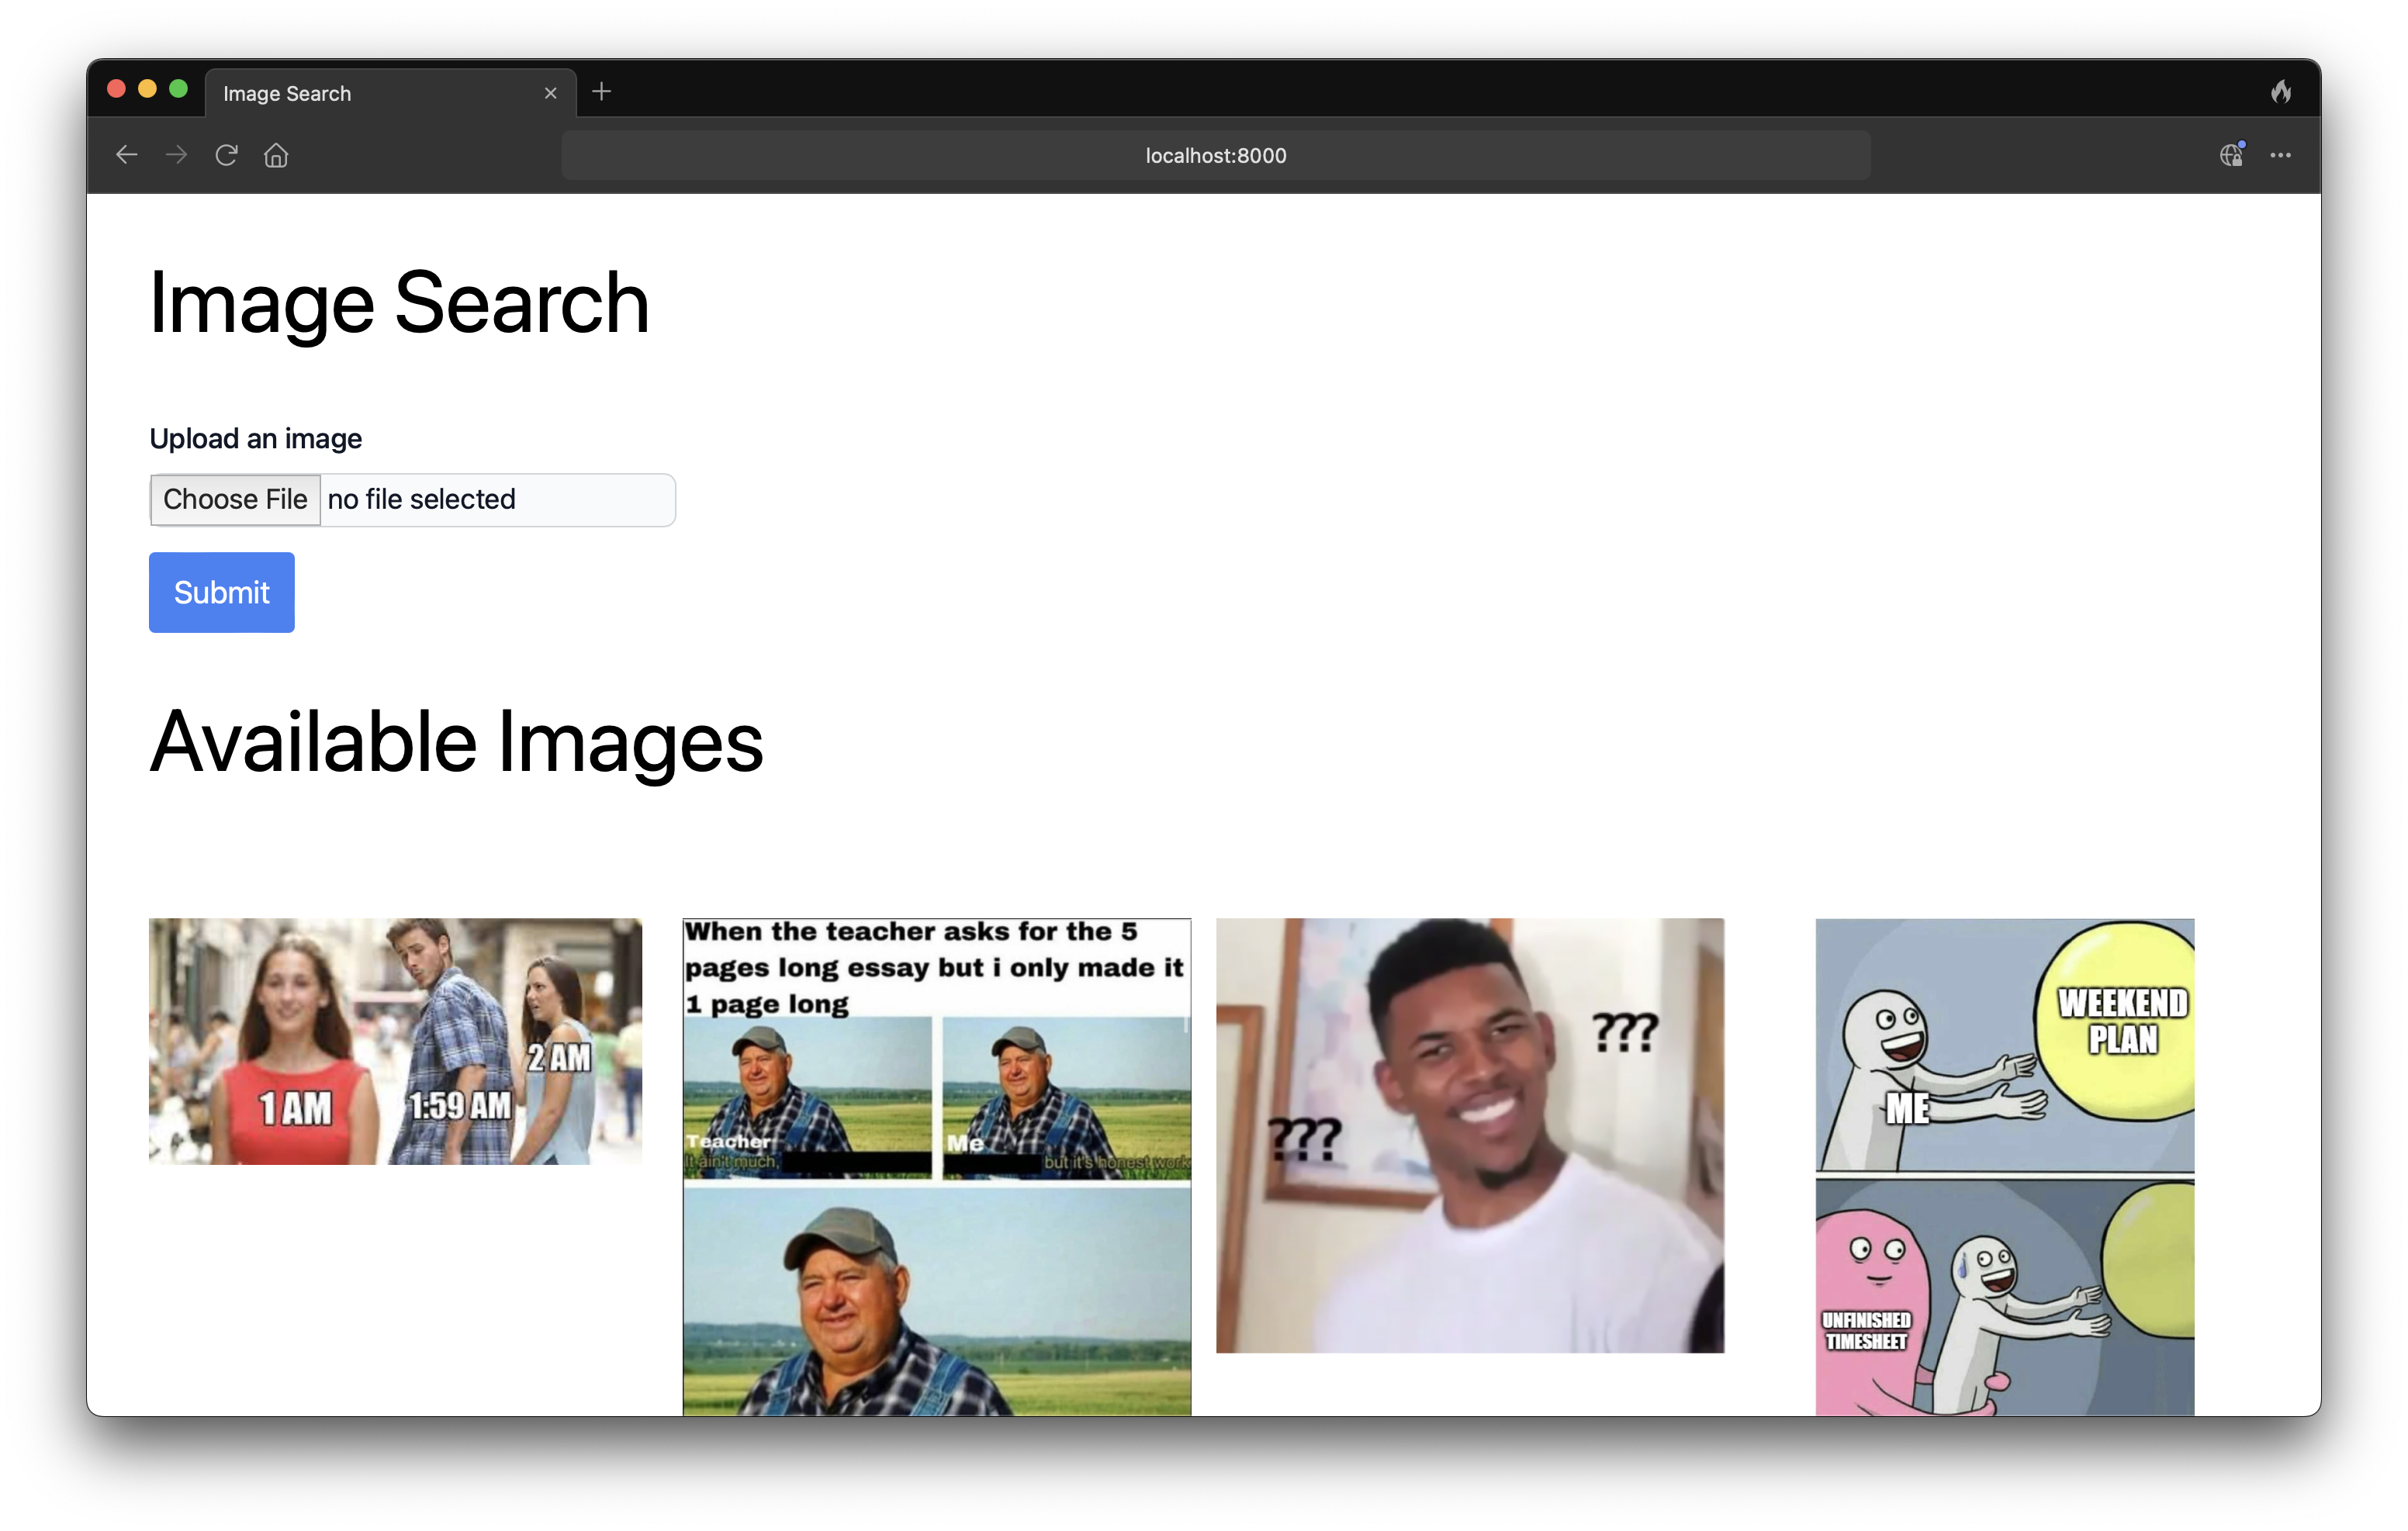 Image Search
localhost:8000
Image Search
Upload an image
Choose File no file selected
Submit
Available Images
1 AM
1:59 AM
2 AM
When the teacher asks for the 5
pages long essay but i only made it
1 page long
Teacher
It ain't much,
Me
but it's honest work
???
???
WEEKEND
PLAN
ME
UNFINISHED
TIMESHEET